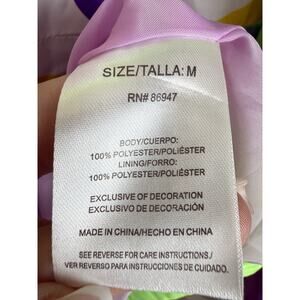 SIZE/TALLA: M
RN# 86947
BODY/CUERPO:
100% POLYESTER/POLIÉSTER
LINING/FORRO:
100% POLYESTER/POLIÉSTER
EXCLUSIVE OF DECORATION
EXCLUSIVO DE DECORACIÓN
MADE IN CHINA/HECHO EN CHINA
SEE REVERSE FOR CARE INSTRUCTIONS./
VER REVERSO PARA INSTRUCCIONES DE CUIDADO.